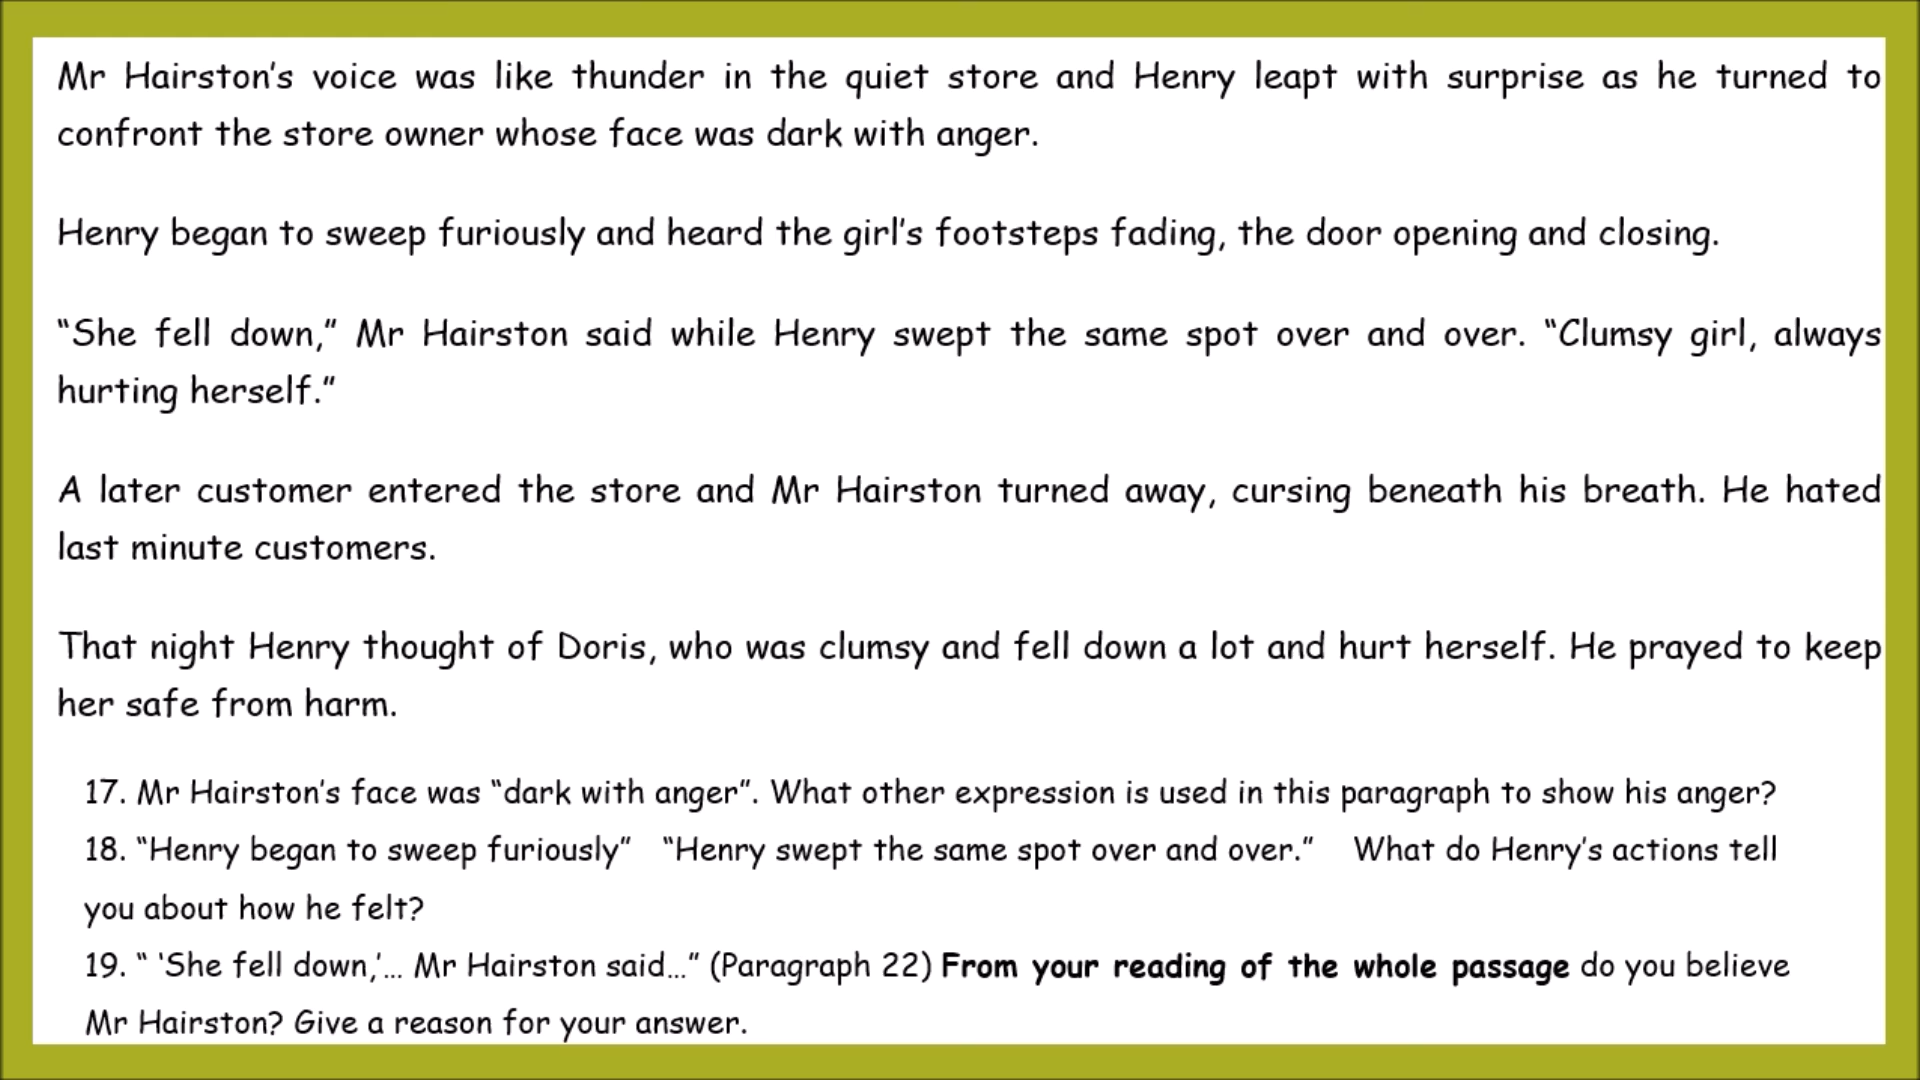 Mr Hairston’s voice was like thunder in the quiet store and Henry leapt with surprise as he turned to
confront the store owner whose face was dark with anger.
Henry began to sweep furiously and heard the girl’s footsteps fading, the door opening and closing.
“She fell down,” Mr Hairston said while Henry swept the same spot over and over. “Clumsy girl, always
hurting herself.”
A later customer entered the store and Mr Hairston turned away, cursing beneath his breath. He hated
last minute customers.
That night Henry thought of Doris, who was clumsy and fell down a lot and hurt herself. He prayed to keep
her safe from harm.
17. Mr Hairston’s face was “dark with anger”. What other expression is used in this paragraph to show his anger?
18. “Henry began to sweep furiously” “Henry swept the same spot over and over.” What do Henry’s actions tell
you about how he felt?
19. “ ‘She fell down,’… Mr Hairston said…” (Paragraph 22) From your reading of the whole passage do you believe
Mr Hairston? Give a reason for your answer.